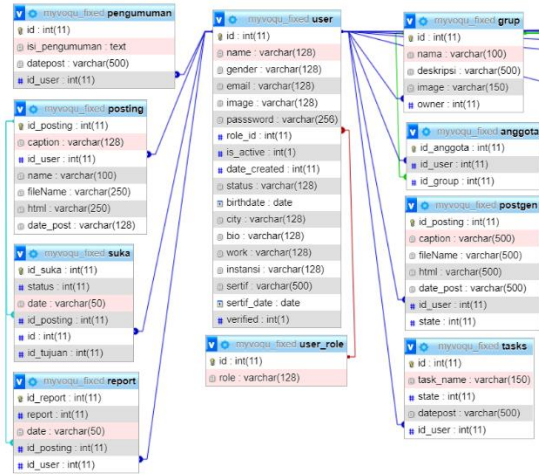 myvoqu_fixed pengumuman
id : int(11)
isi_pengumuman : text
datepost : varchar(500)
id_user : int(11)
myvoqu_fixed posting
id_posting : int(11)
caption : varchar(128)
id_user : int(11)
name : varchar(100)
fileName : varchar(250)
html : varchar(250)
date_post : varchar(128)
myvoqu_fixed suka
id_suka : int(11)
status : int(11)
date : varchar(50)
id_posting : int(11)
id : int(11)
id_tujuan : int(11)
myvoqu_fixed report
id_report : int(11)
report : int(11)
date : varchar(50)
id_posting : int(11)
id_user : int(11)
myvoqu_fixed user
id : int(11)
name : varchar(128)
gender : varchar(128)
email : varchar(128)
image : varchar(128)
passsword : varchar(256)
role_id : int(11)
is_active : int(1)
date_created : int(11)
status : varchar(128)
birthdate : date
city : varchar(128)
bio : varchar(128)
work : varchar(128)
instansi : varchar(128)
sertif : varchar(500)
sertif_date : date
verified : int(1)
myvoqu_fixed user_role
id : int(11)
role : varchar(128)
myvoqu_fixed grup
id : int(11)
nama : varchar(100)
deskripsi : varchar(500)
image : varchar(150)
owner : int(11)
myvoqu_fixed anggota
id_anggota : int(11)
id_user : int(11)
id_group : int(11)
myvoqu_fixed postgen
id_posting : int(11)
caption : varchar(500)
fileName : varchar(500)
html : varchar(500)
date_post : varchar(500)
id_user : int(11)
state : int(11)
myvoqu_fixed tasks
id : int(11)
task_name : varchar(150)
state : int(11)
datepost : varchar(500)
id_user : int(11)